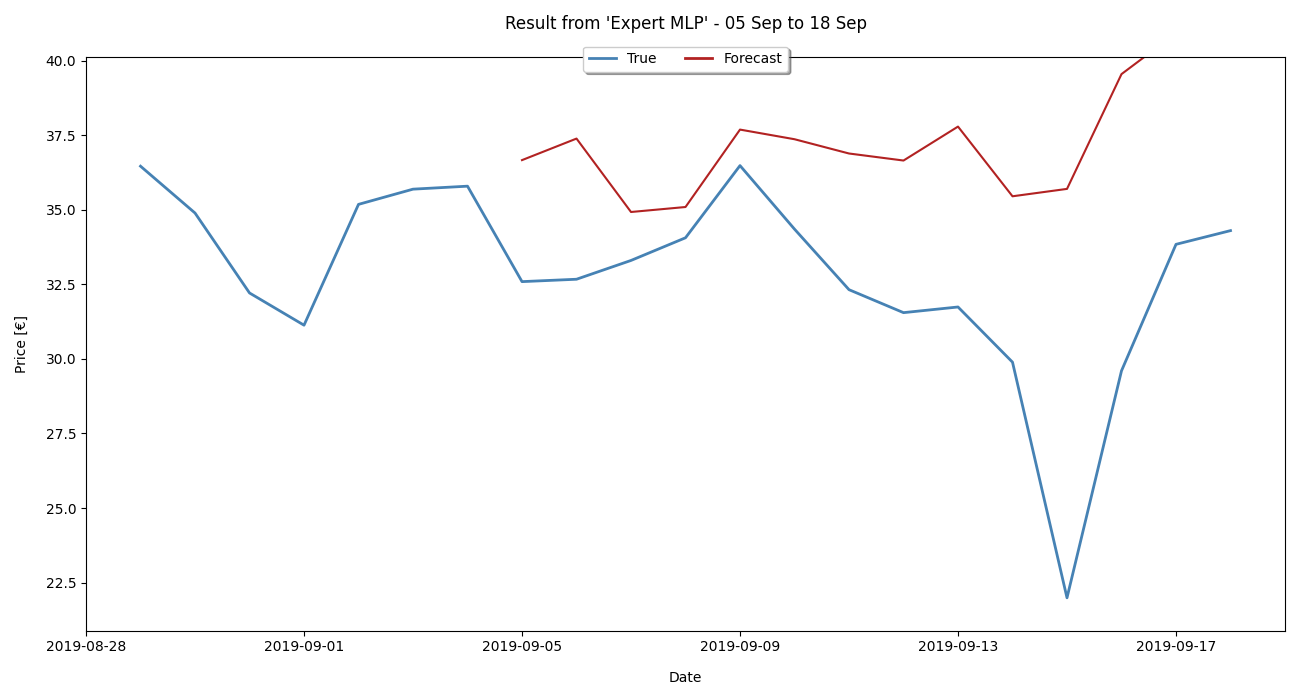 Result from 'Expert MLP' - 05 Sep to 18 Sep
True Forecast
40.0
37.5
35.0
32.5
30.0
27.5
25.0
22.5
Price [€]
2019-08-28 2019-09-01 2019-09-05 2019-09-09 2019-09-13 2019-09-17
Date